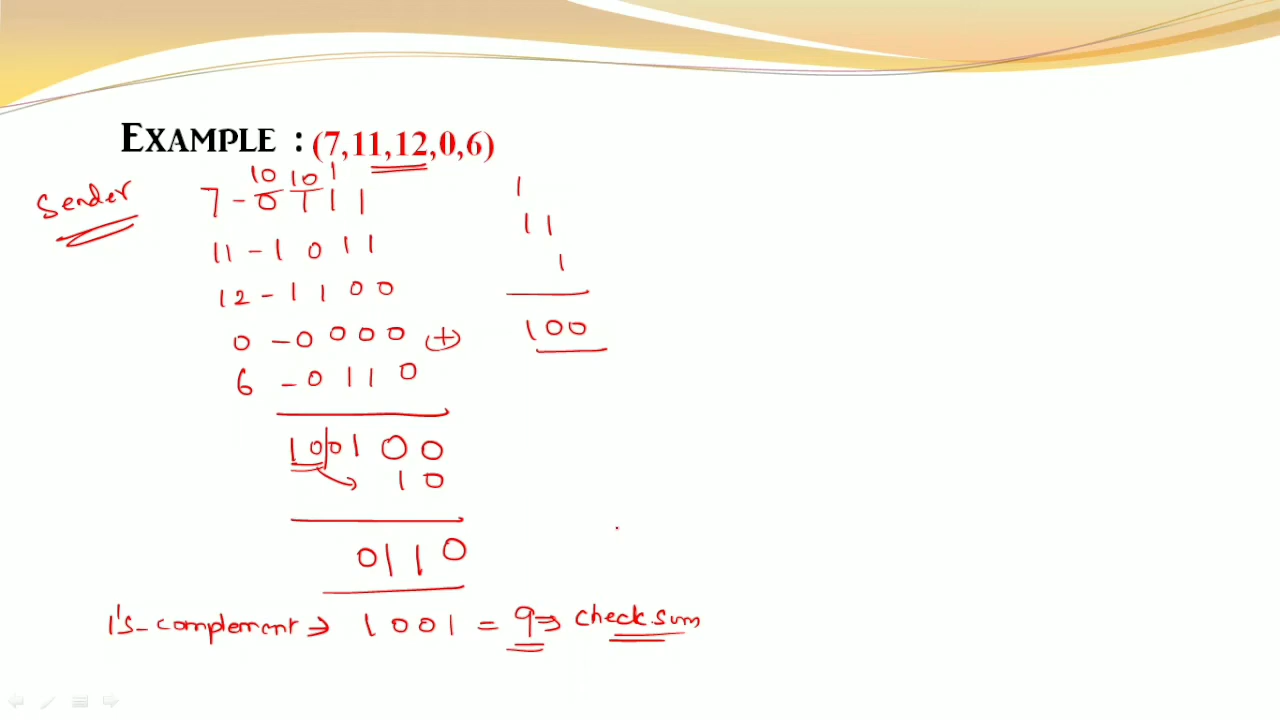 EXAMPLE : (7,11,12,0,6)
10 10 1
Sender
7 - 0 1 1 1
11 - 1 0 1 1
12 - 1 1 0 0
0 - 0 0 0 0 (+)
6 - 0 1 1 0
1 0 0 1 0 0
1 0
0 1 1 0
1's - complement → 1 0 0 1 = 9 ⇒ checksum
1
1 1
1
1 0 0